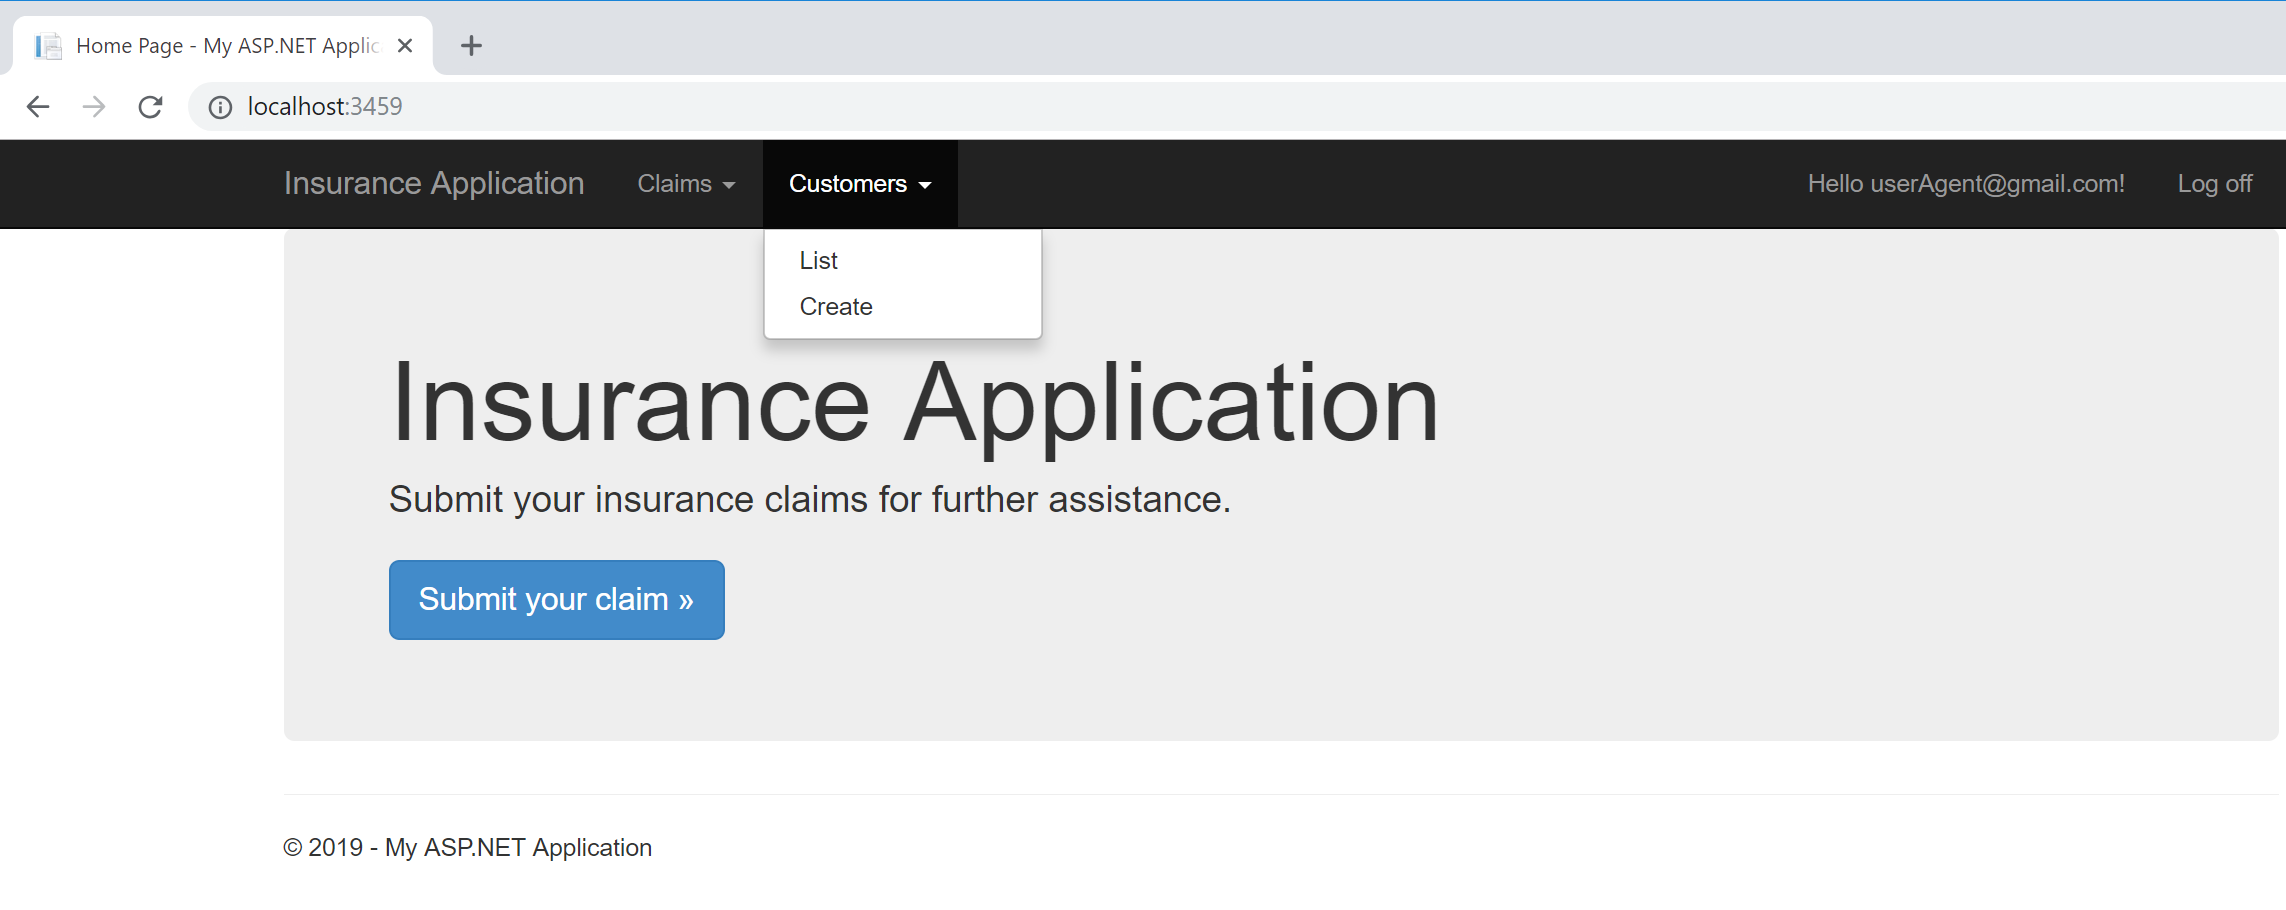 Home Page - My ASP.NET Applic
localhost:3459
Insurance Application Claims Customers Hello userAgent@gmail.com! Log off
List
Create
Insurance Application
Submit your insurance claims for further assistance.
Submit your claim »
© 2019 - My ASP.NET Application